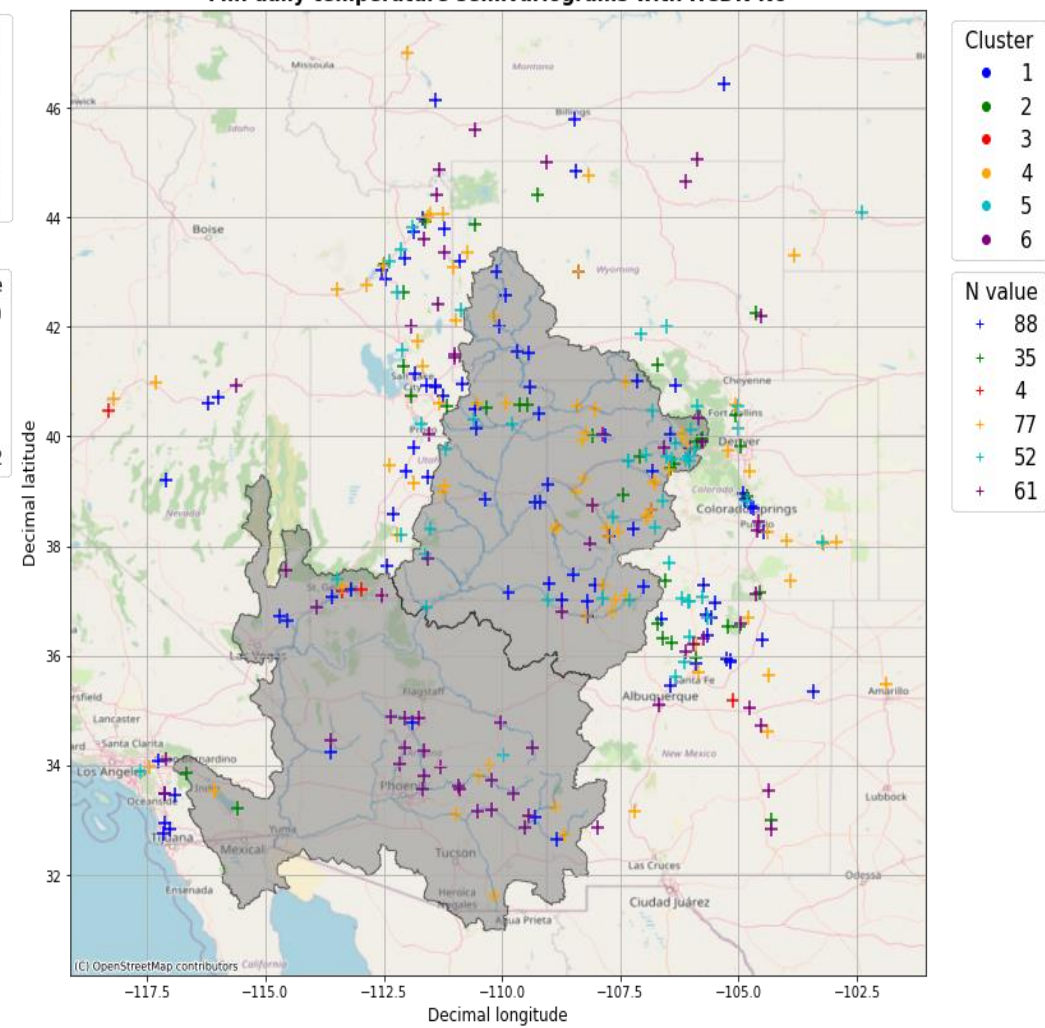 Cluster
1
2
3
4
5
6
N value
88
35
4
77
52
61
46
44
42
40
38
36
34
32
Decimal latitude
−117.5
−115.0
−112.5
−110.0
−107.5
−105.0
−102.5
Decimal longitude
Missoula
Montana
Billings
Idaho
Boise
Wyoming
Cheyenne
Fort Collins
Denver
Colorado
Colorado Springs
Nevada
Utah
Flagstaff
Santa Fe
Albuquerque
Amarillo
New Mexico
Lancaster
Santa Clarita
Los Angeles
Oceanside
Tijuana
Ensenada
Mexicali
Yuma
Tucson
Heroica
Nogales
Agua Prieta
Las Cruces
Ciudad Juárez
Lubbock
Odessa
(C) OpenStreetMap contributors
California